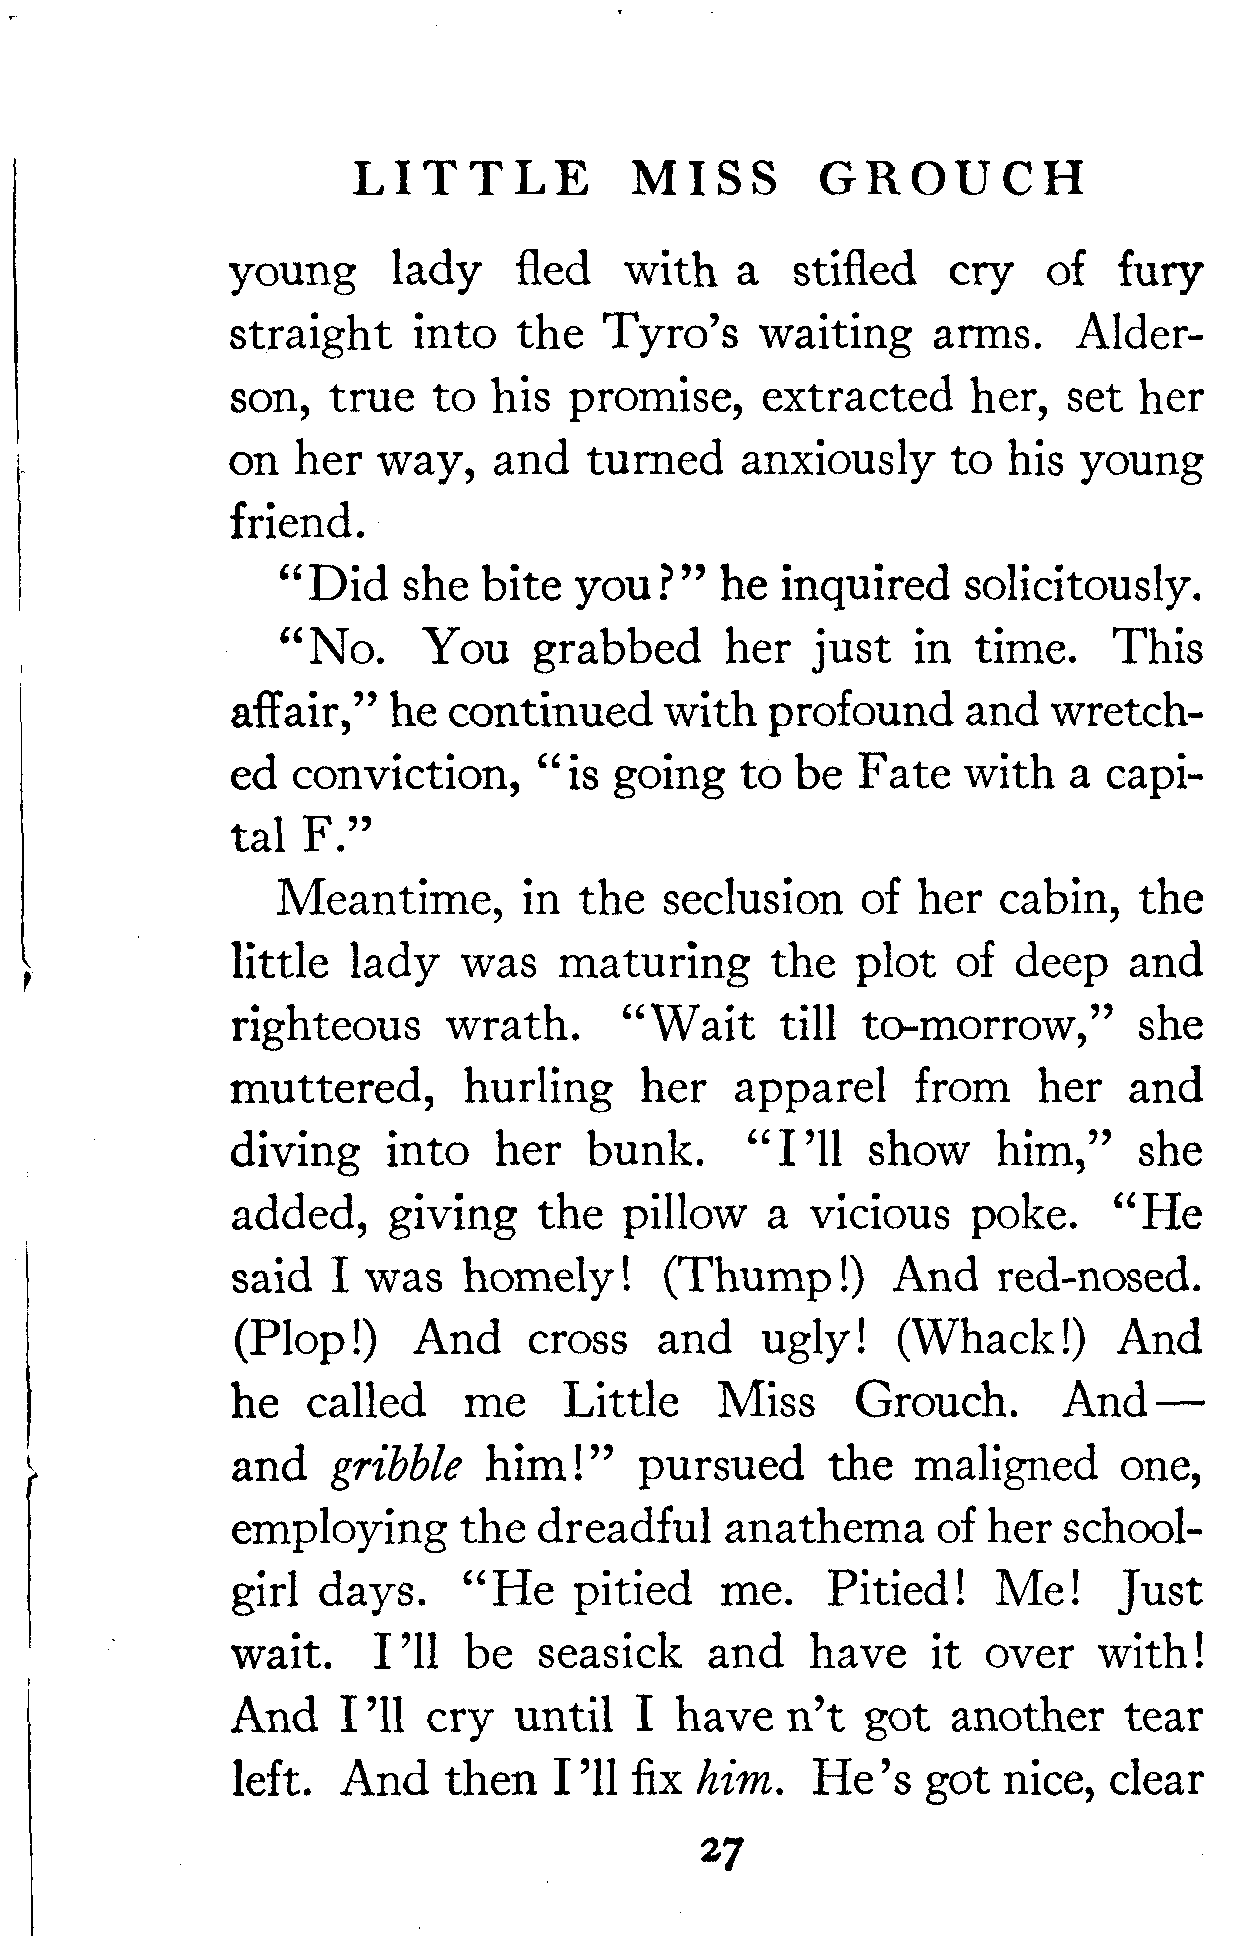 LITTLE MISS GROUCH
young lady fled with a stifled cry of fury
straight into the Tyro's waiting arms. Alder-
son, true to his promise, extracted her, set her
on her way, and turned anxiously to his young
friend.
"Did she bite you?" he inquired solicitously.
"No. You grabbed her just in time. This
affair," he continued with profound and wretch-
ed conviction, "is going to be Fate with a capi-
tal F."
Meantime, in the seclusion of her cabin, the
little lady was maturing the plot of deep and
righteous wrath. "Wait till to-morrow," she
muttered, hurling her apparel from her and
diving into her bunk. "I'll show him," she
added, giving the pillow a vicious poke. "He
said I was homely! (Thump!) And red-nosed.
(Plop!) And cross and ugly! (Whack!) And
he called me Little Miss Grouch. And—
and gribble him!" pursued the maligned one,
employing the dreadful anathema of her school-
girl days. "He pitied me. Pitied! Me! Just
wait. I'll be seasick and have it over with!
And I'll cry until I have n't got another tear
left. And then I'll fix him. He's got nice, clear
27